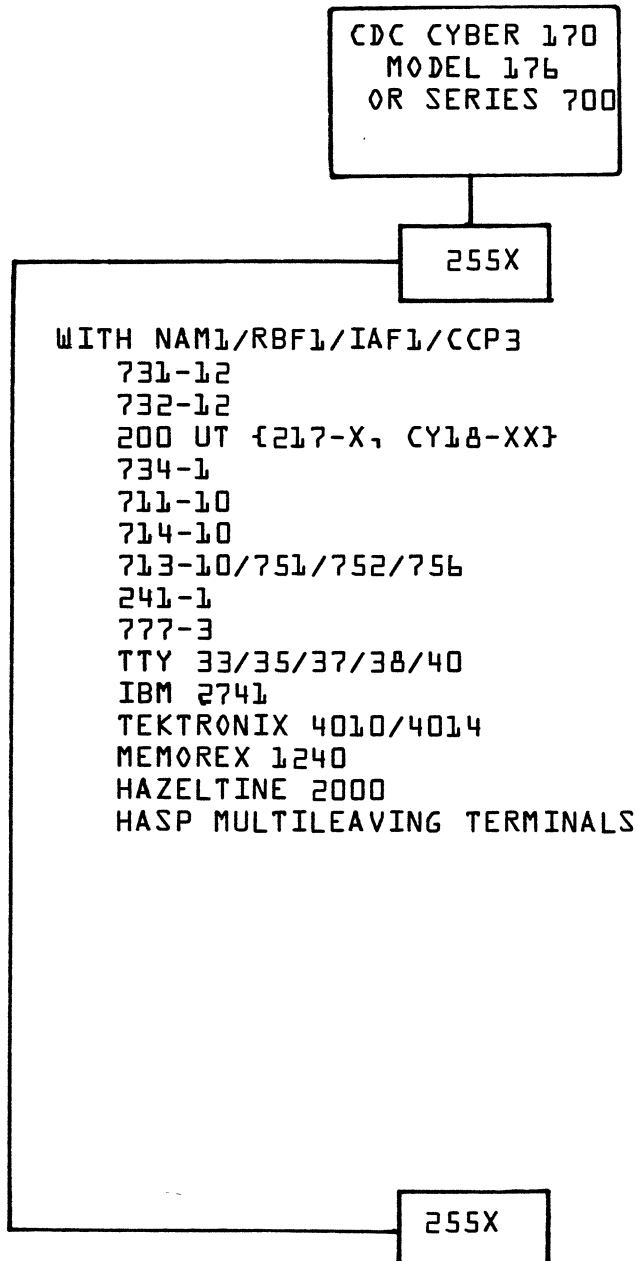 CDC CYBER 170
MODEL 176
OR SERIES 700
255X
WITH NAM1/RBF1/IAF1/CCP3
731-12
732-12
200 UT {217-X, CY18-XX}
734-1
711-10
714-10
713-10/751/752/756
241-1
777-3
TTY 33/35/37/38/40
IBM 2741
TEKTRONIX 4010/4014
MEMOREX 1240
HAZELTINE 2000
HASP MULTILEAVING TERMINALS
255X